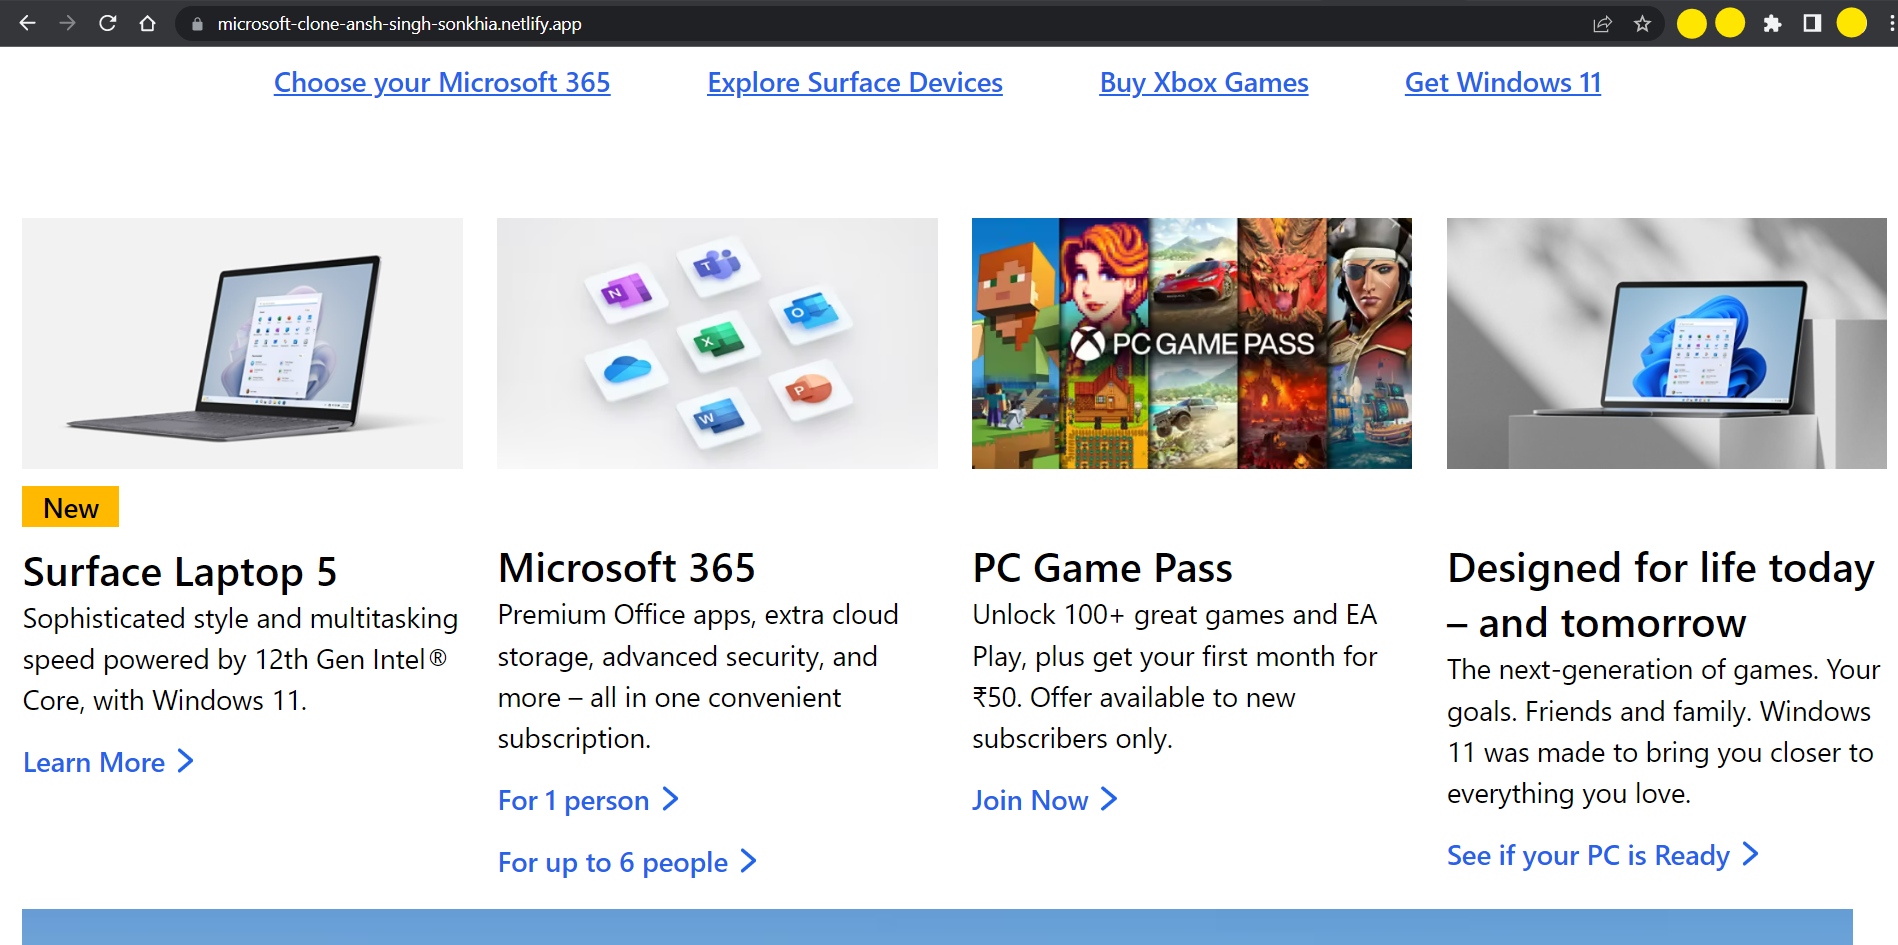 microsoft-clone-ansh-singh-sonkhia.netlify.app
Choose your Microsoft 365
Explore Surface Devices
Buy Xbox Games
Get Windows 11
N
T
O
X
P
W
PC GAME PASS
New
Surface Laptop 5
Sophisticated style and multitasking
speed powered by 12th Gen Intel®
Core, with Windows 11.
Learn More
Microsoft 365
Premium Office apps, extra cloud
storage, advanced security, and
more – all in one convenient
subscription.
For 1 person
For up to 6 people
PC Game Pass
Unlock 100+ great games and EA
Play, plus get your first month for
₹50. Offer available to new
subscribers only.
Join Now
Designed for life today
– and tomorrow
The next-generation of games. Your
goals. Friends and family. Windows
11 was made to bring you closer to
everything you love.
See if your PC is Ready